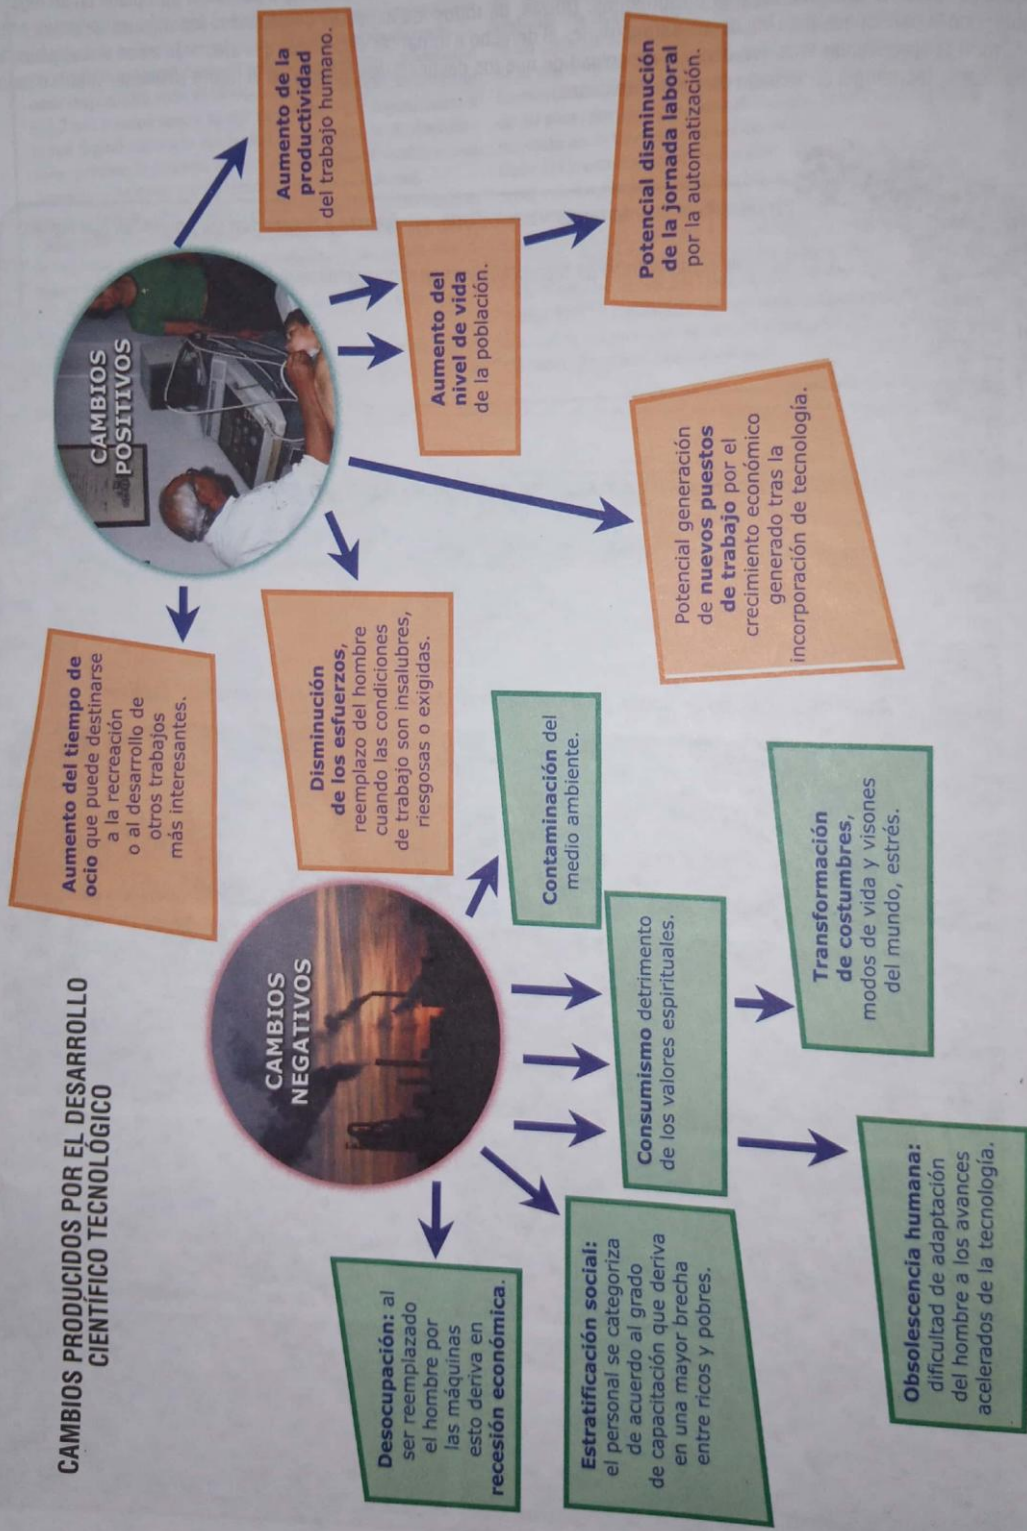 CAMBIOS PRODUCIDOS POR EL DESARROLLO
CIENTÍFICO TECNOLÓGICO
CAMBIOS
POSITIVOS
Aumento del tiempo de
ocio que puede destinarse
a la recreación
o al desarrollo de
otros trabajos
más interesantes.
Disminución
de los esfuerzos,
reemplazo del hombre
cuando las condiciones
de trabajo son insalubres,
riesgosas o exigidas.
Potencial generación
de nuevos puestos
de trabajo por el
crecimiento económico
generado tras la
incorporación de tecnología.
Aumento del
nivel de vida
de la población.
Aumento de la
productividad
del trabajo humano.
Potencial disminución
de la jornada laboral
por la automatización.
CAMBIOS
NEGATIVOS
Desocupación: al
ser reemplazado
el hombre por
las máquinas
esto deriva en
recesión económica.
Estratificación social:
el personal se categoriza
de acuerdo al grado
de capacitación que deriva
en una mayor brecha
entre ricos y pobres.
Consumismo detrimento
de los valores espirituales.
Contaminación del
medio ambiente.
Obsolescencia humana:
dificultad de adaptación
del hombre a los avances
acelerados de la tecnología.
Transformación
de costumbres,
modos de vida y visones
del mundo, estrés.